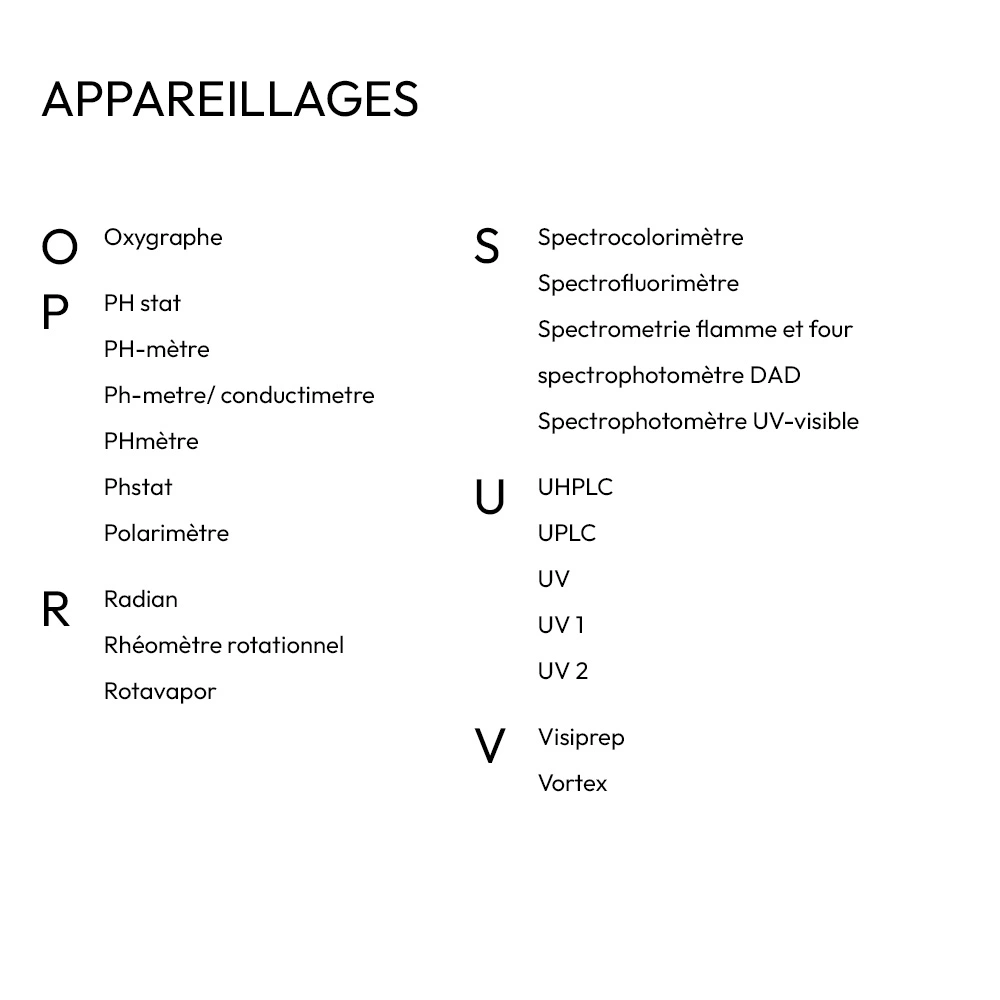 APPAREILLAGES
O
Oxygraphe
P
PH stat
PH-mètre
Ph-metre/ conductimetre
PHmètre
Phstat
Polarimètre
R
Radian
Rhéomètre rotationnel
Rotavapor
S
Spectrocolorimètre
Spectrofluorimètre
Spectrometrie flamme et four
spectrophotomètre DAD
Spectrophotomètre UV-visible
U
UHPLC
UPLC
UV
UV 1
UV 2
V
Visiprep
Vortex